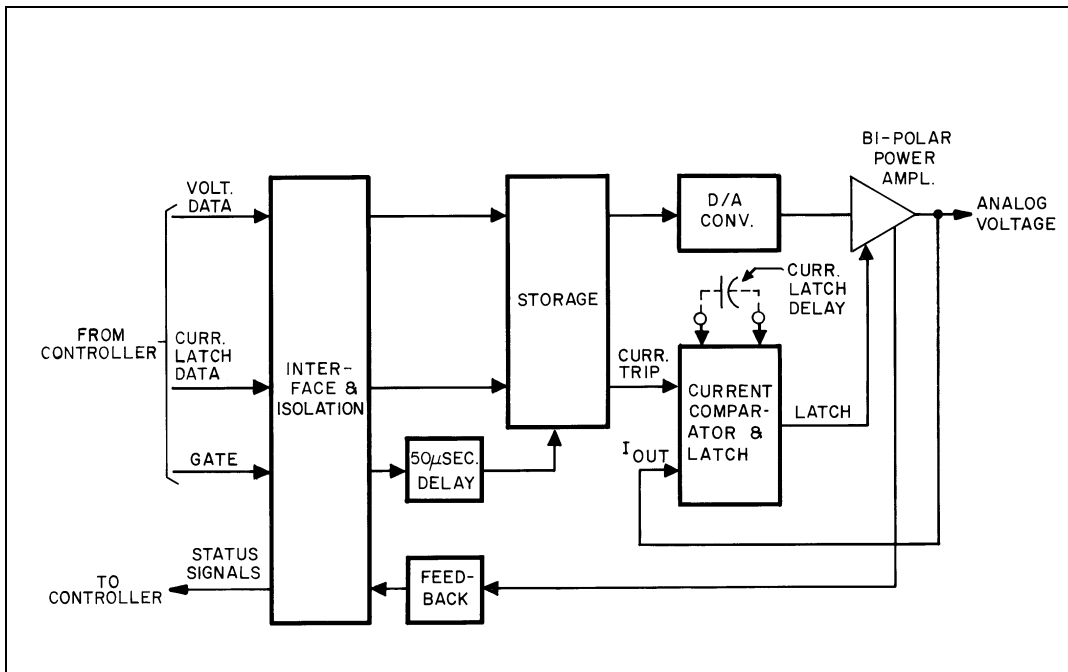 BI-POLAR
POWER
AMPL.
VOLT.
DATA
D/A
CONV.
ANALOG
VOLTAGE
CURR.
LATCH
DELAY
STORAGE
FROM
CONTROLLER
CURR.
LATCH
DATA
INTER-
FACE &
ISOLATION
CURR.
TRIP
CURRENT
COMPAR-
ATOR &
LATCH
LATCH
GATE
50µSEC.
DELAY
IOUT
STATUS
SIGNALS
TO
CONTROLLER
FEED-
BACK